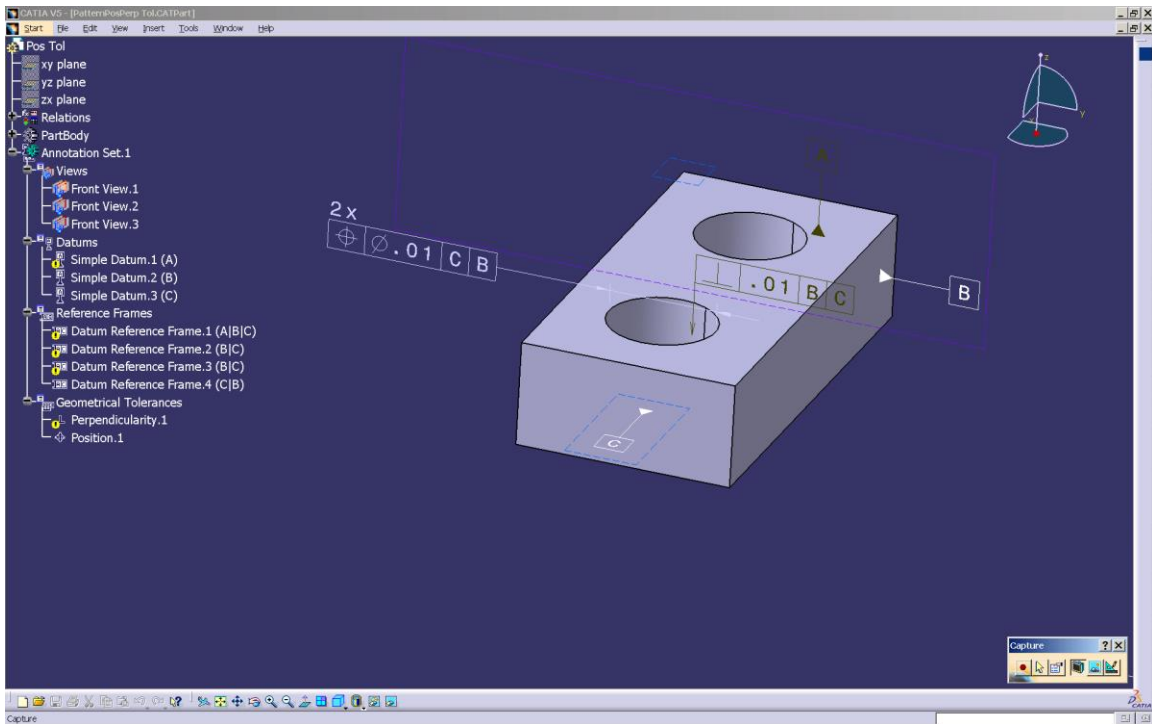 CATIA V5 - [PatternPosPerp Tol.CATPart]
Start File Edit View Insert Tools Window Help
Pos Tol
xy plane
yz plane
zx plane
Relations
PartBody
Annotation Set.1
Views
Front View.1
Front View.2
Front View.3
Datums
Simple Datum.1 (A)
Simple Datum.2 (B)
Simple Datum.3 (C)
Reference Frames
Datum Reference Frame.1 (A|B|C)
Datum Reference Frame.2 (B|C)
Datum Reference Frame.3 (B|C)
Datum Reference Frame.4 (C|B)
Geometrical Tolerances
Perpendicularity.1
Position.1
z
y
x
A
2 x
⌖ ∅.01 C B
⊥ .01 B C
B
C
Capture
CATIA
Capture